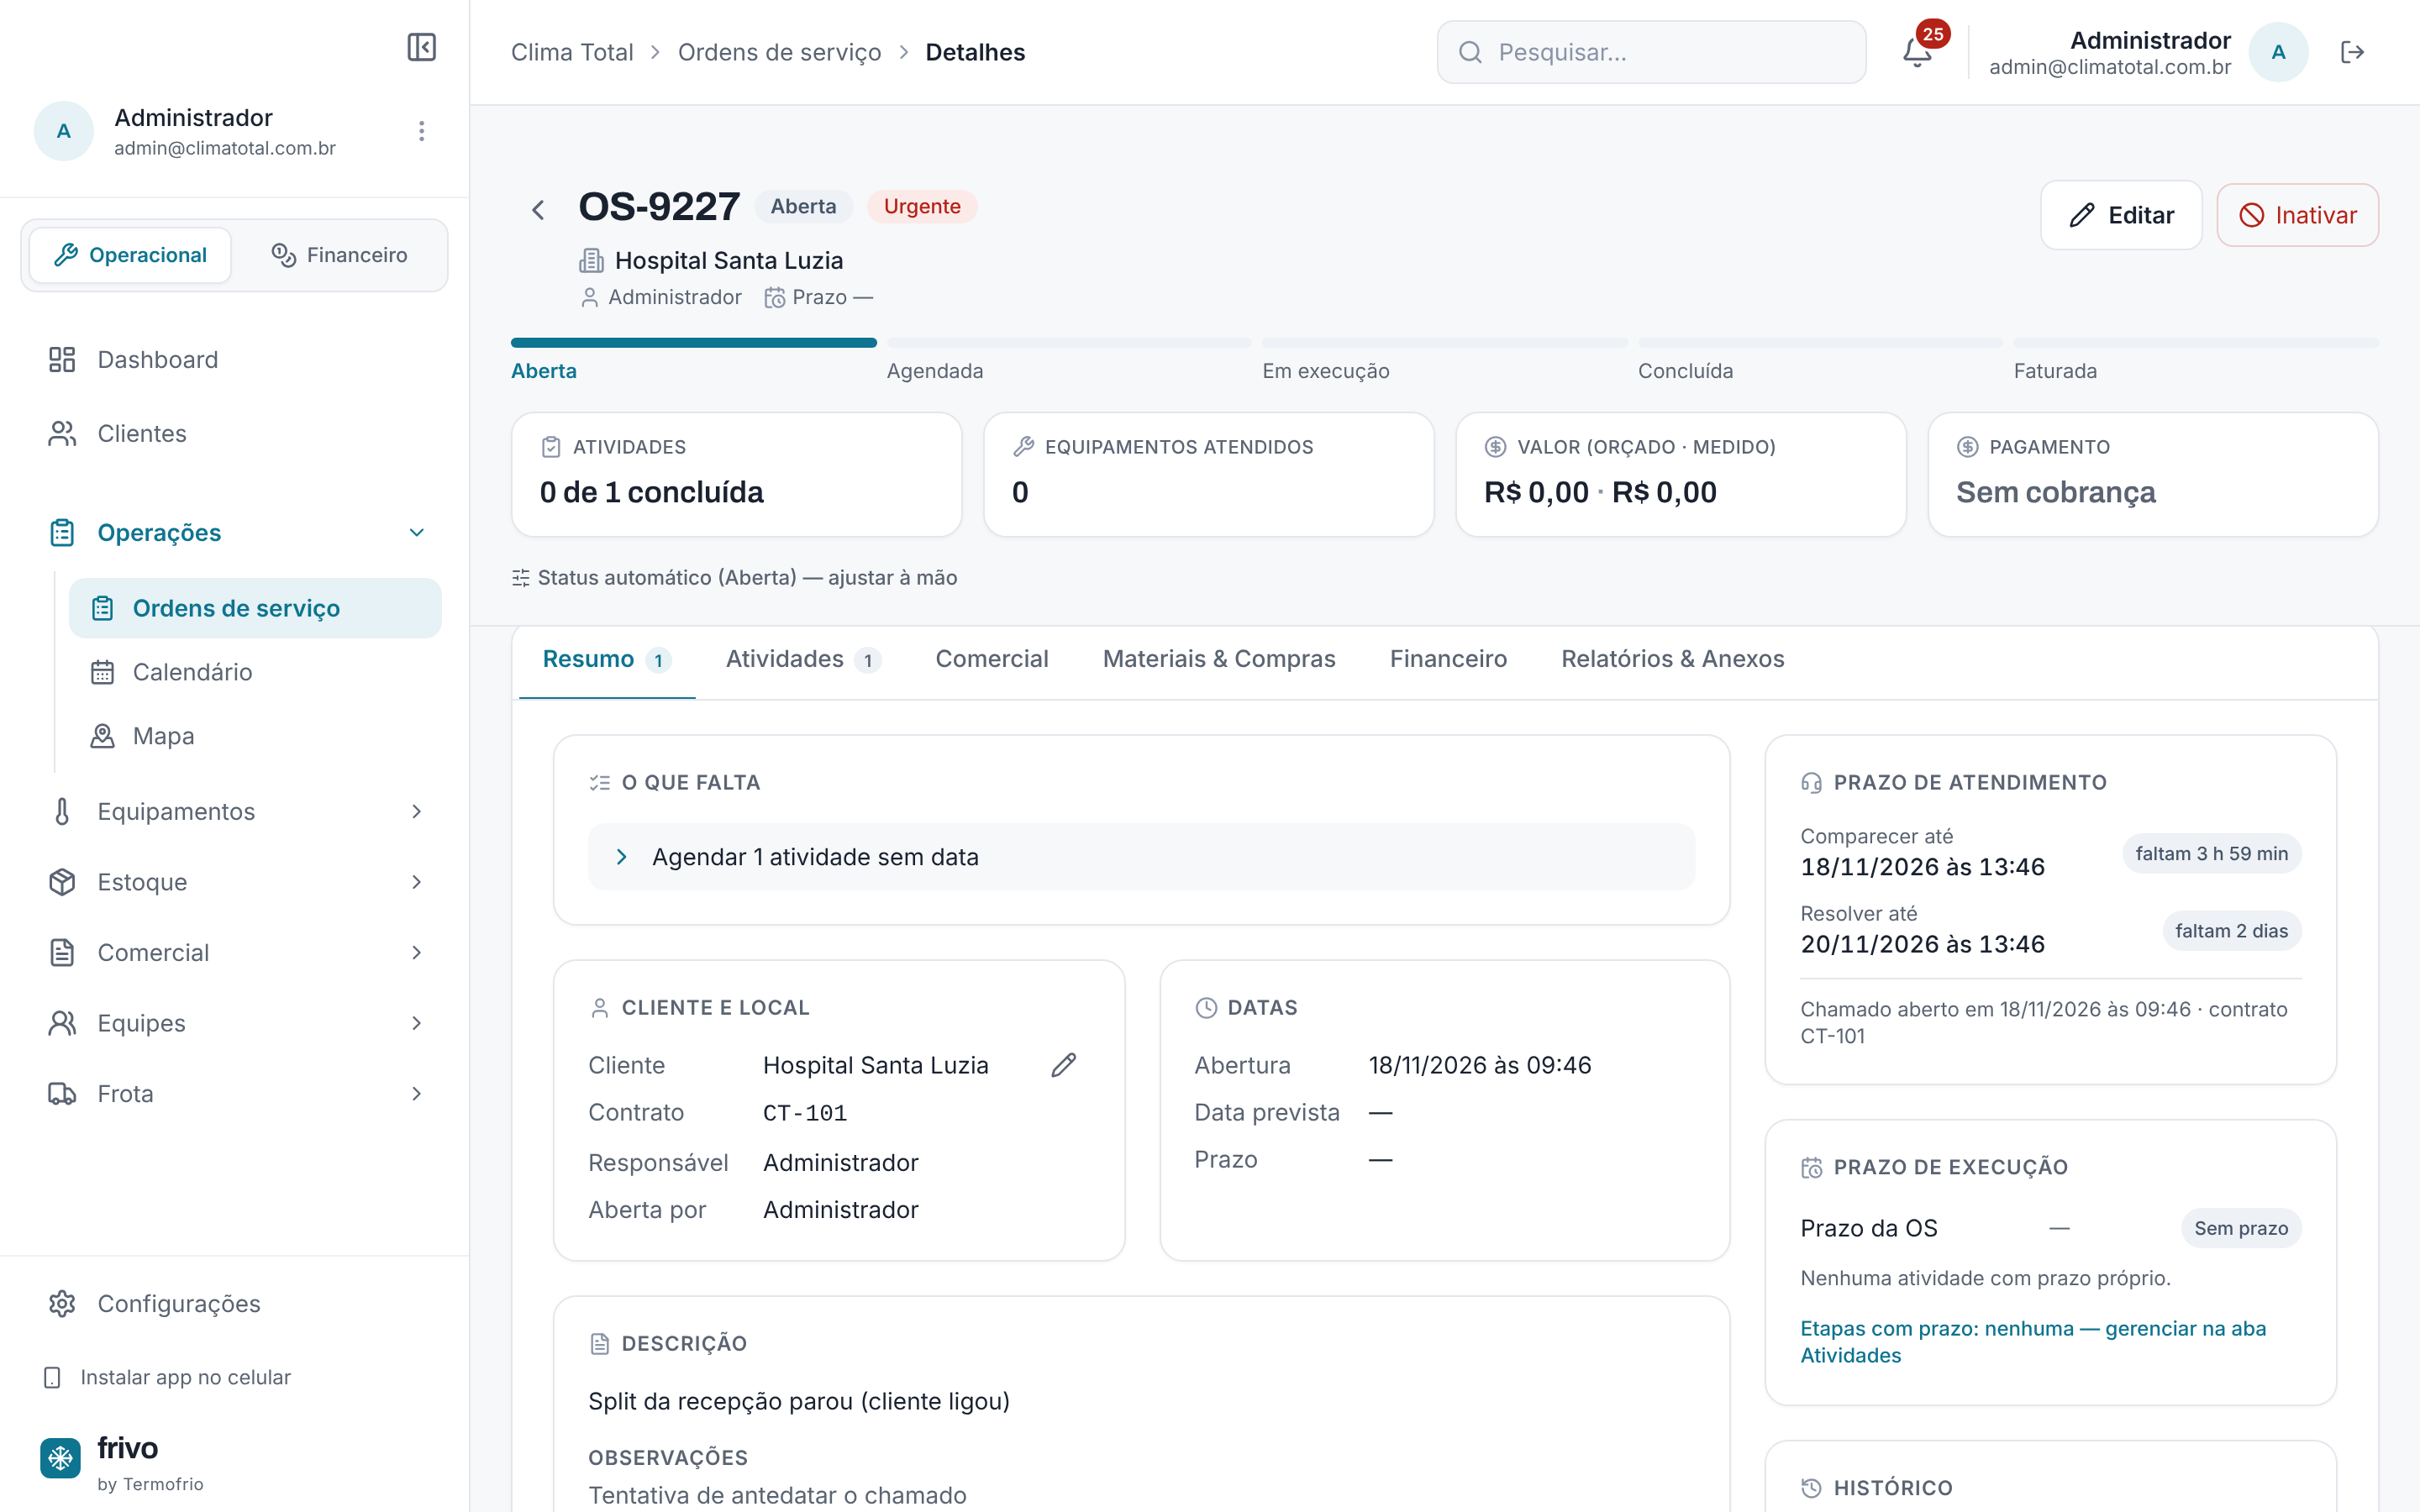 A
Administrador
admin@climatotal.com.br
Operacional
Financeiro
Dashboard
Clientes
Operações
Ordens de serviço
Calendário
Mapa
Equipamentos
Estoque
Comercial
Equipes
Frota
Configurações
Instalar app no celular
frivo
by Termofrio
Clima Total > Ordens de serviço > Detalhes
Pesquisar...
25
Administrador
admin@climatotal.com.br
A
OS-9227 Aberta Urgente
Hospital Santa Luzia
Administrador Prazo —
Editar
Inativar
Aberta Agendada Em execução Concluída Faturada
ATIVIDADES
0 de 1 concluída
EQUIPAMENTOS ATENDIDOS
0
VALOR (ORÇADO · MEDIDO)
R$ 0,00 · R$ 0,00
PAGAMENTO
Sem cobrança
Status automático (Aberta) — ajustar à mão
Resumo 1 Atividades 1 Comercial Materiais & Compras Financeiro Relatórios & Anexos
O QUE FALTA
Agendar 1 atividade sem data
CLIENTE E LOCAL
Cliente Hospital Santa Luzia
Contrato CT-101
Responsável Administrador
Aberta por Administrador
DATAS
Abertura 18/11/2026 às 09:46
Data prevista —
Prazo —
DESCRIÇÃO
Split da recepção parou (cliente ligou)
OBSERVAÇÕES
Tentativa de antedatar o chamado
PRAZO DE ATENDIMENTO
Comparecer até
18/11/2026 às 13:46
faltam 3 h 59 min
Resolver até
20/11/2026 às 13:46
faltam 2 dias
Chamado aberto em 18/11/2026 às 09:46 · contrato
CT-101
PRAZO DE EXECUÇÃO
Prazo da OS — Sem prazo
Nenhuma atividade com prazo próprio.
Etapas com prazo: nenhuma — gerenciar na aba
Atividades
HISTÓRICO